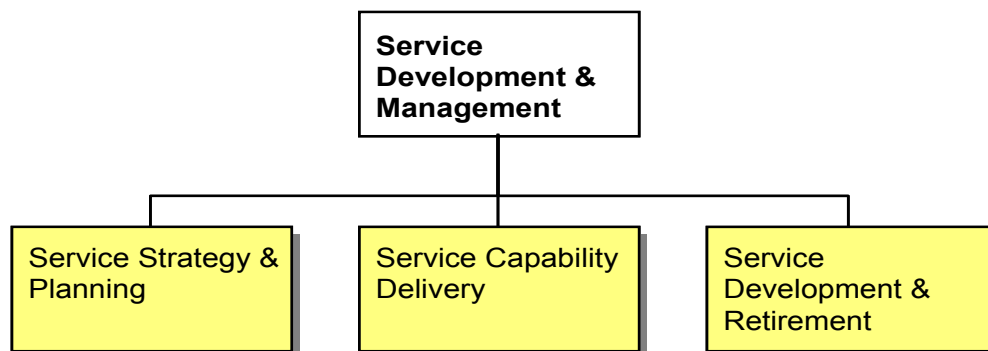 Service
Development &
Management
Service Strategy &
Planning
Service Capability
Delivery
Service
Development &
Retirement